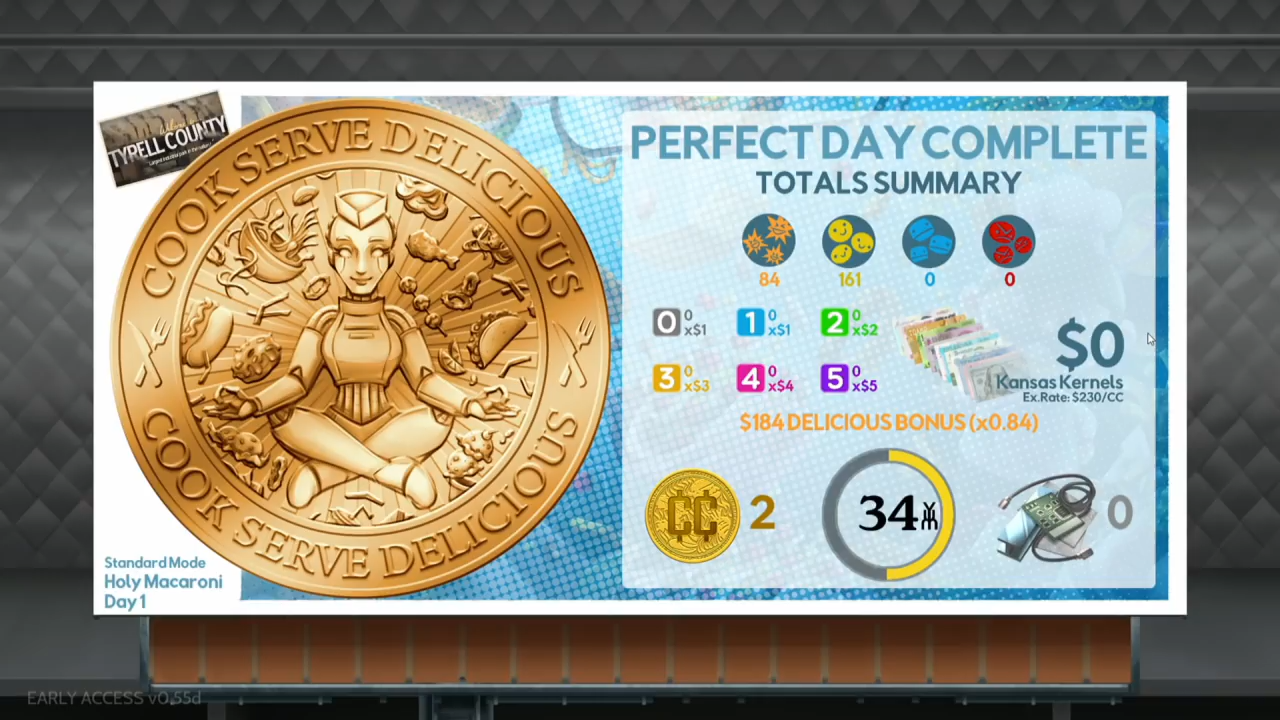 TYRELL COUNTY
COOK SERVE DELICIOUS
COOK SERVE DELICIOUS
Standard Mode
Holy Macaroni
Day 1
PERFECT DAY COMPLETE
TOTALS SUMMARY
84 161 0 0
0 0 x$1 1 0 x$1 2 0 x$2
3 0 x$3 4 0 x$4 5 0 x$5
$0
Kansas Kernels
Ex.Rate: $230/CC
$184 DELICIOUS BONUS (x0.84)
CC 2 34 0
EARLY ACCESS v0.55d